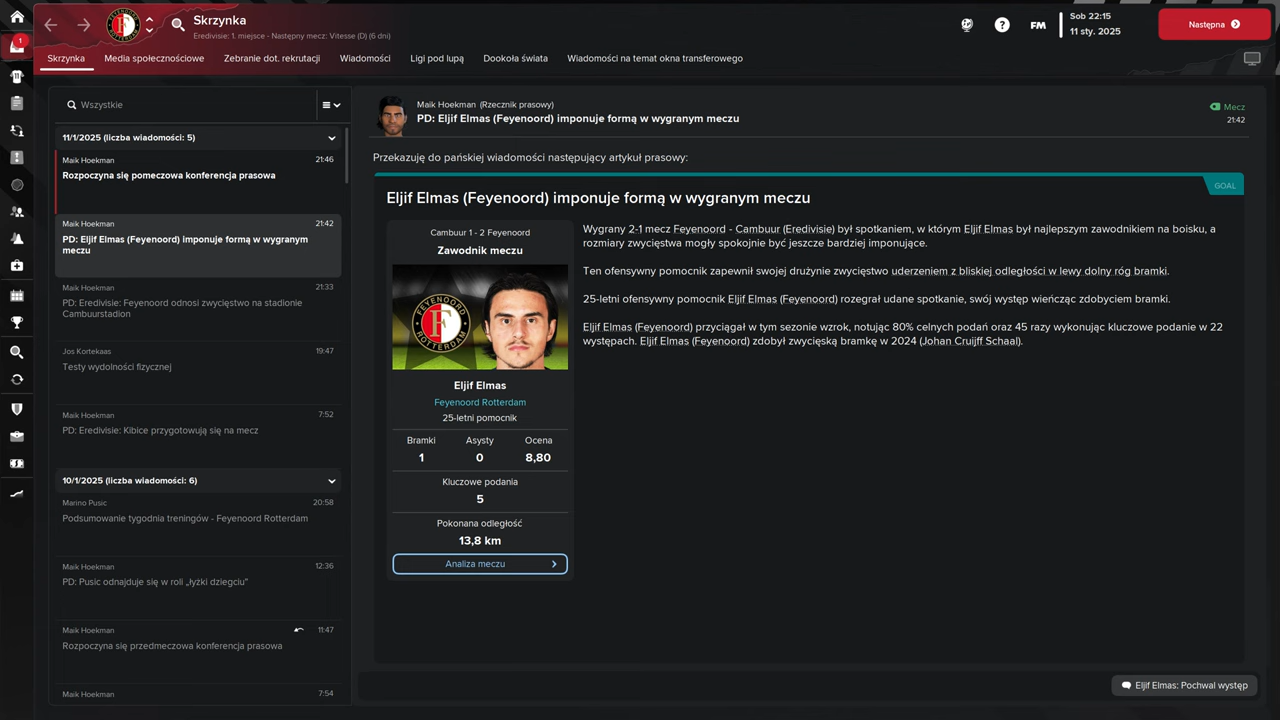 Skrzynka
Eredivisie: 1. miejsce - Następny mecz: Vitesse (D) (6 dni)
FM
Sob 22:15
11 sty. 2025
Następna
1
Skrzynka
Media społecznościowe
Zebranie dot. rekrutacji
Wiadomości
Ligi pod lupą
Dookoła świata
Wiadomości na temat okna transferowego
Wszystkie
11/1/2025 (liczba wiadomości: 5)
Maik Hoekman 21:46
Rozpoczyna się pomeczowa konferencja prasowa
Maik Hoekman 21:42
PD: Eljif Elmas (Feyenoord) imponuje formą w wygranym
meczu
Maik Hoekman 21:33
PD: Eredivisie: Feyenoord odnosi zwycięstwo na stadionie
Cambuurstadion
Jos Kortekaas 19:47
Testy wydolności fizycznej
Maik Hoekman 7:52
PD: Eredivisie: Kibice przygotowują się na mecz
10/1/2025 (liczba wiadomości: 6)
Marino Pusic 20:58
Podsumowanie tygodnia treningów - Feyenoord Rotterdam
Maik Hoekman 12:36
PD: Pusic odnajduje się w roli „łyżki dziegciu”
Maik Hoekman 11:47
Rozpoczyna się przedmeczowa konferencja prasowa
Maik Hoekman 7:54
Maik Hoekman (Rzecznik prasowy)
PD: Eljif Elmas (Feyenoord) imponuje formą w wygranym meczu
Mecz
21:42
Przekazuję do pańskiej wiadomości następujący artykuł prasowy:
GOAL
Eljif Elmas (Feyenoord) imponuje formą w wygranym meczu
Cambuur 1 - 2 Feyenoord
Zawodnik meczu
FEYENOORD
ROTTERDAM
Eljif Elmas
Feyenoord Rotterdam
25-letni pomocnik
Bramki Asysty Ocena
1 0 8,80
Kluczowe podania
5
Pokonana odległość
13,8 km
Analiza meczu
Wygrany 2-1 mecz Feyenoord - Cambuur (Eredivisie) był spotkaniem, w którym Eljif Elmas był najlepszym zawodnikiem na boisku, a
rozmiary zwycięstwa mogły spokojnie być jeszcze bardziej imponujące.
Ten ofensywny pomocnik zapewnił swojej drużynie zwycięstwo uderzeniem z bliskiej odległości w lewy dolny róg bramki.
25-letni ofensywny pomocnik Eljif Elmas (Feyenoord) rozegrał udane spotkanie, swój występ wieńcząc zdobyciem bramki.
Eljif Elmas (Feyenoord) przyciągał w tym sezonie wzrok, notując 80% celnych podań oraz 45 razy wykonując kluczowe podanie w 22
występach. Eljif Elmas (Feyenoord) zdobył zwycięską bramkę w 2024 (Johan Cruijff Schaal).
Eljif Elmas: Pochwal występ